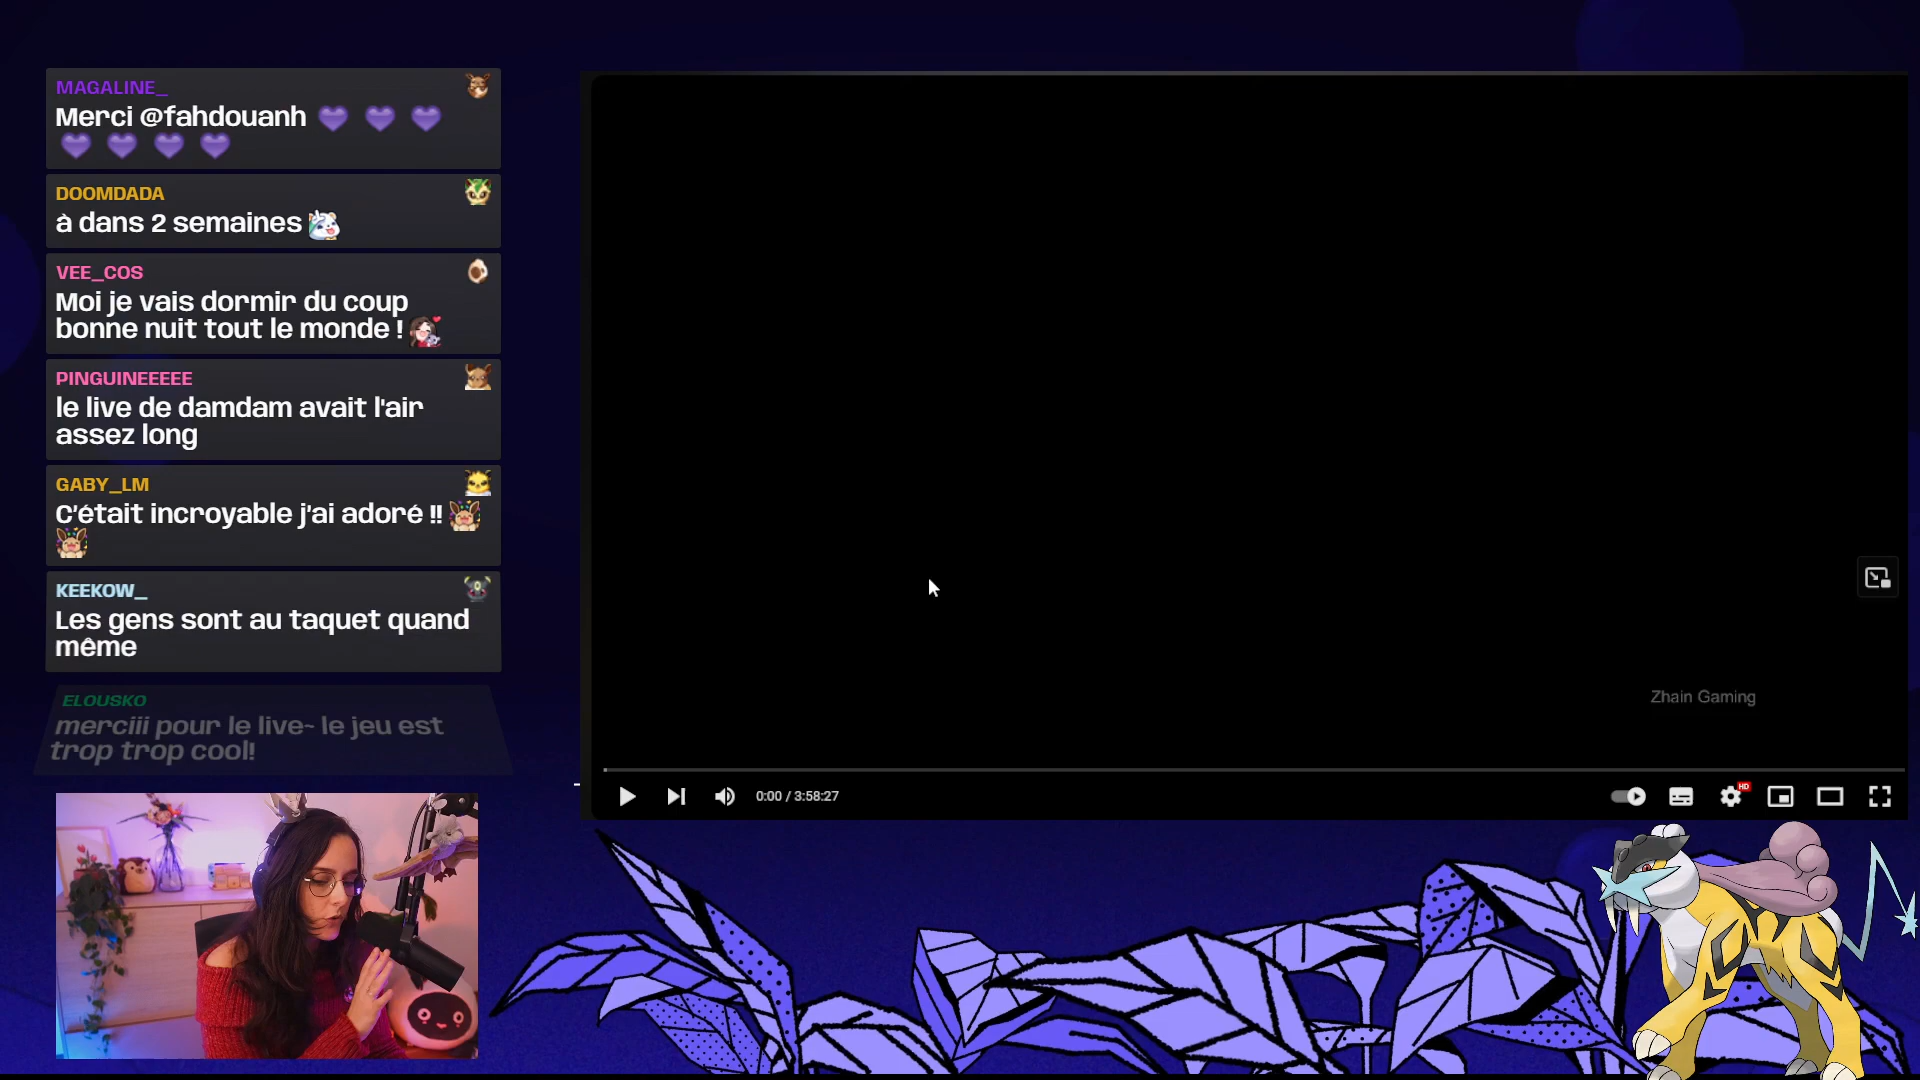 MAGALINE_
Merci @fahdouanh
DOOMDADA
à dans 2 semaines
VEE_COS
Moi je vais dormir du coup
bonne nuit tout le monde !
PINGUINEEEEE
le live de damdam avait l'air
assez long
GABY_LM
C'était incroyable j'ai adoré !!
KEEKOW_
Les gens sont au taquet quand
même
ELOUSKO
merciii pour le live~ le jeu est
trop trop cool!
Zhain Gaming
0:00 / 3:58:27
HD